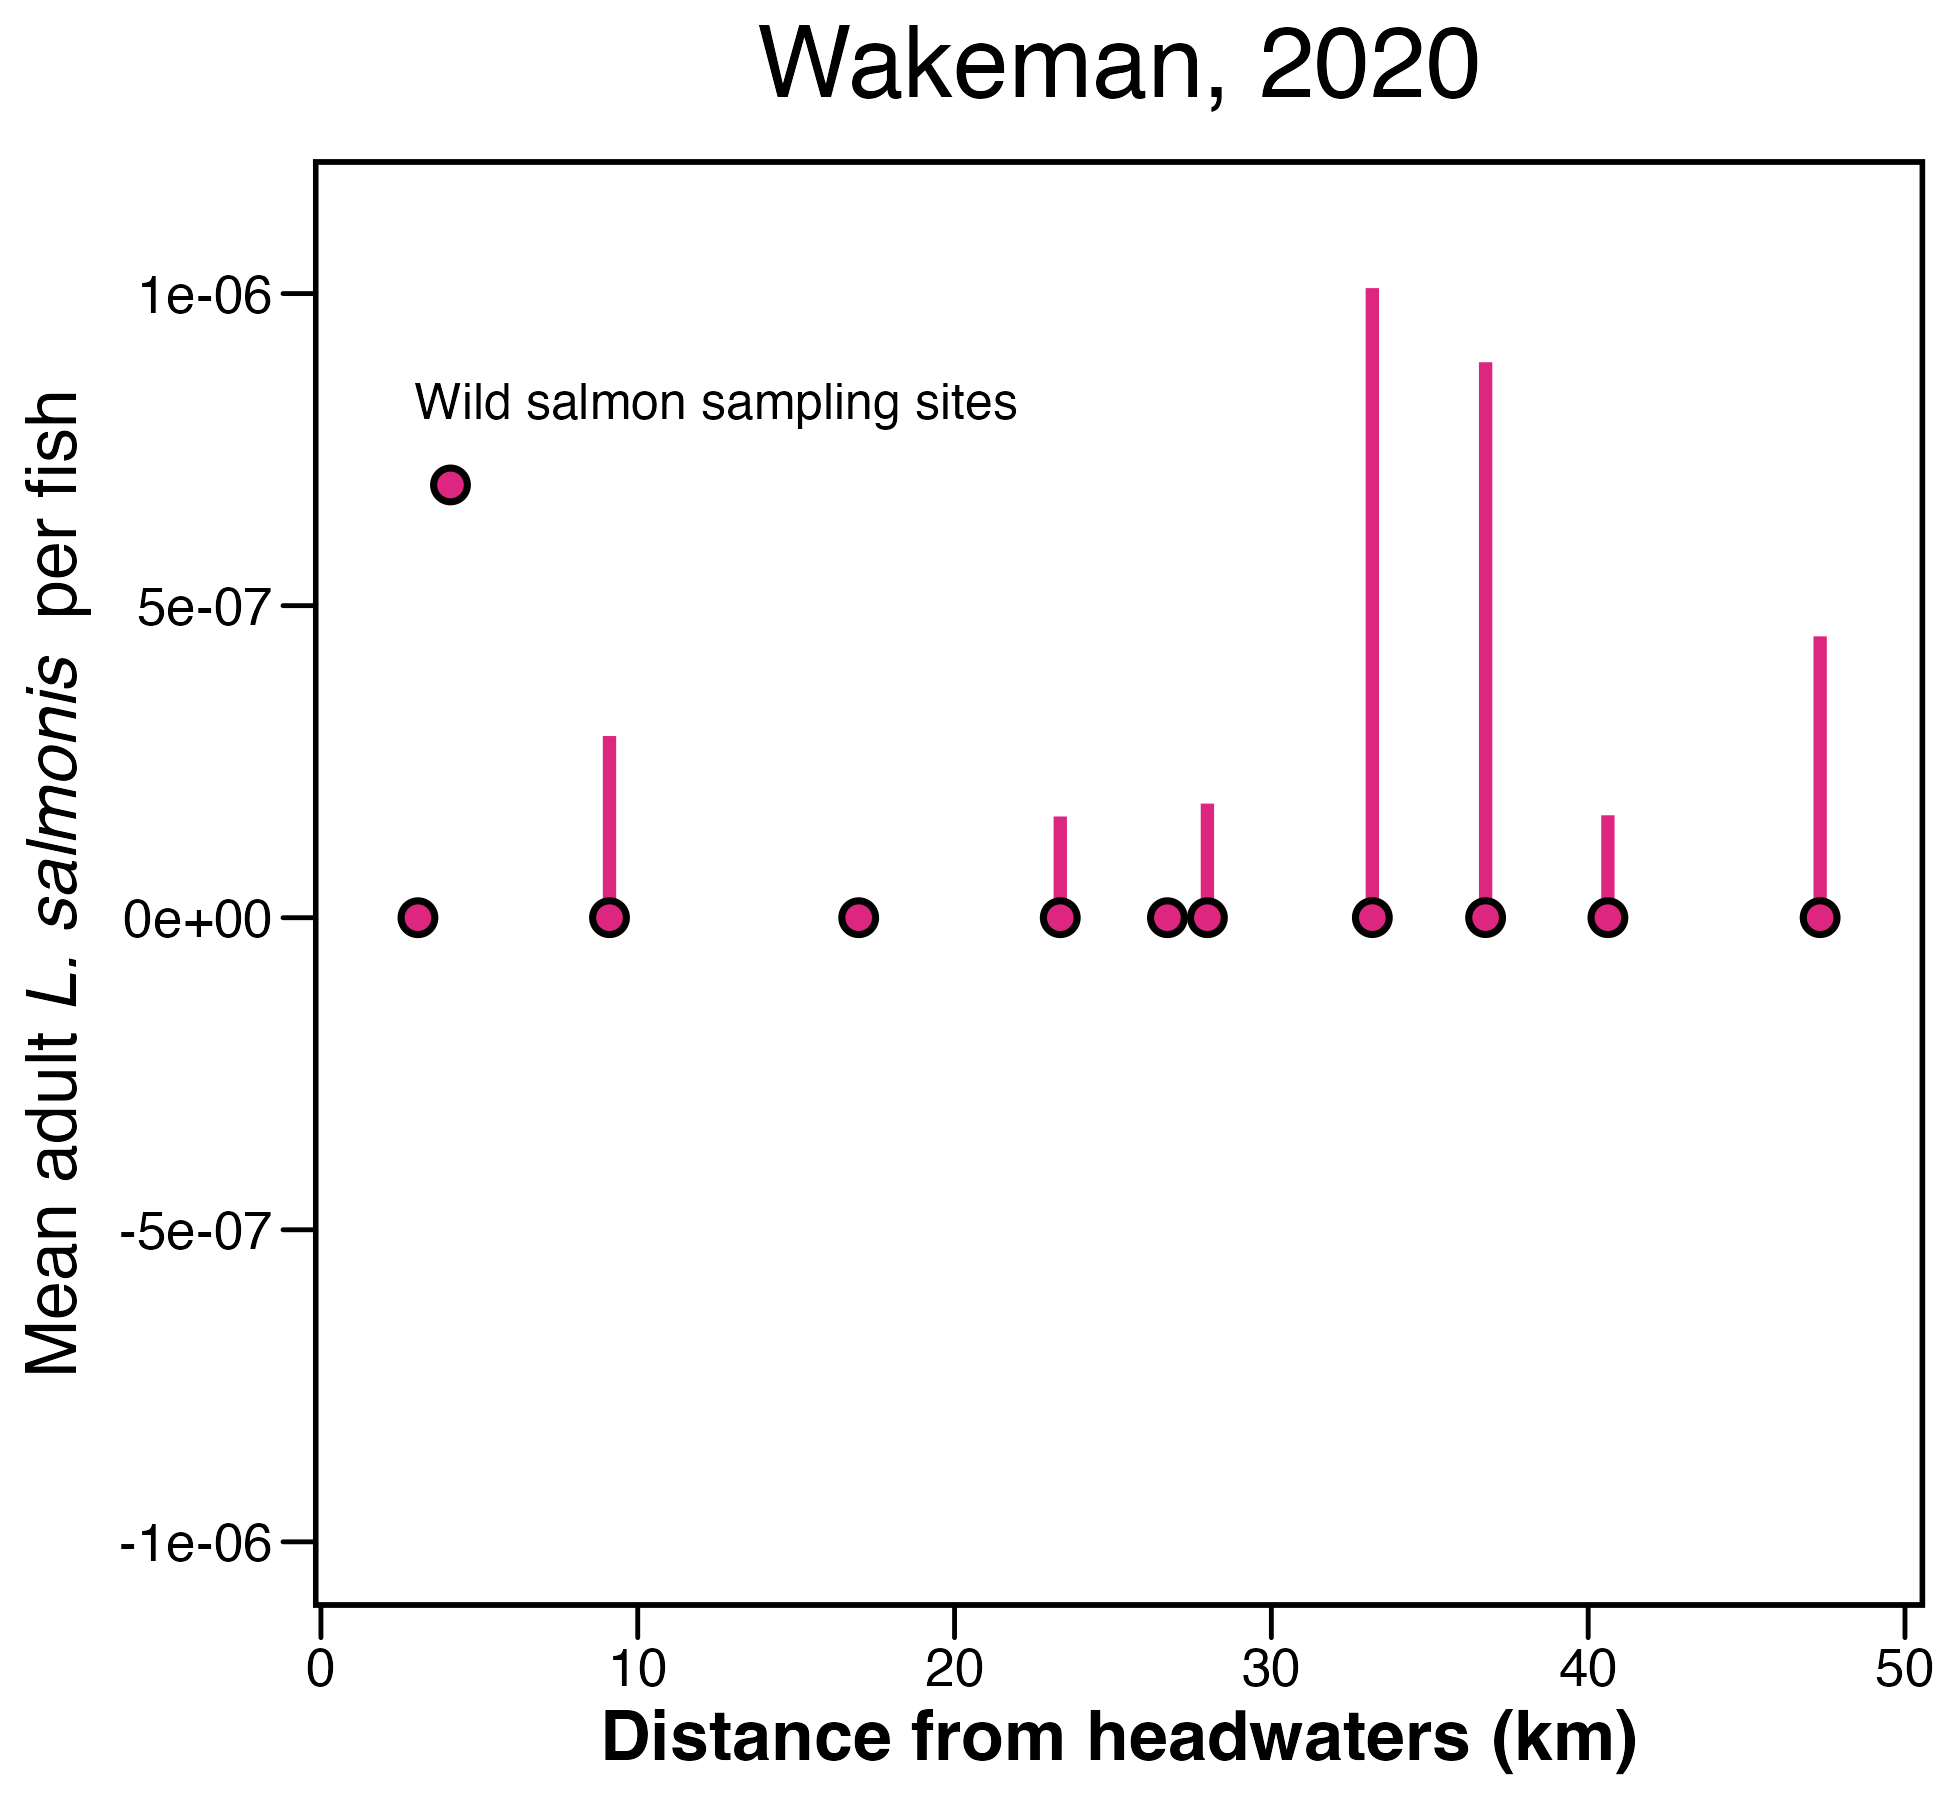 Wakeman, 2020
Mean adult L. salmonis per fish
1e-06
5e-07
0e+00
-5e-07
-1e-06
Wild salmon sampling sites
0 10 20 30 40 50
Distance from headwaters (km)